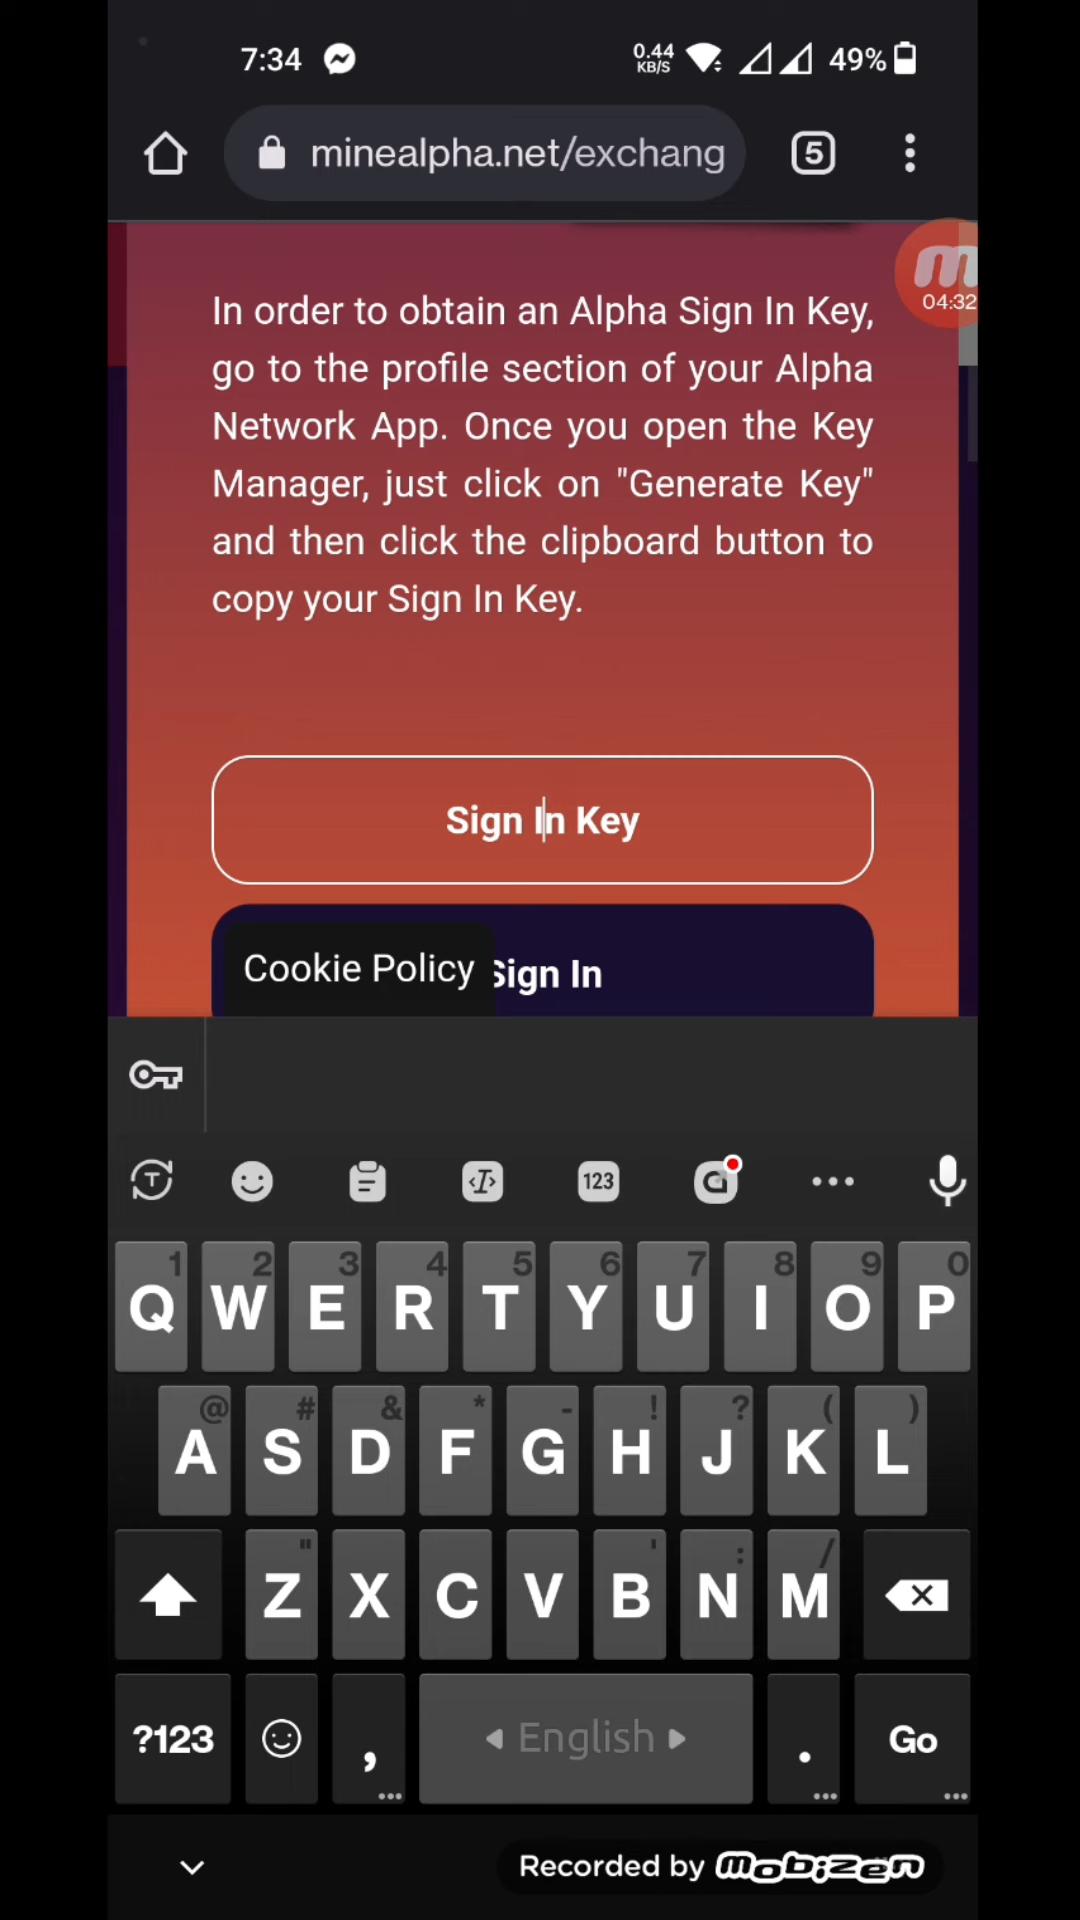 7:34 0.44 KB/S 49%
minealpha.net/exchang 5
04:32
In order to obtain an Alpha Sign In Key,
go to the profile section of your Alpha
Network App. Once you open the Key
Manager, just click on "Generate Key"
and then click the clipboard button to
copy your Sign In Key.
Sign In Key
Cookie Policy Sign In
123
1 2 3 4 5 6 7 8 9 0
Q W E R T Y U I O P
@ # & * - ! ? ( )
A S D F G H J K L
" ' : /
Z X C V B N M
?123 , English . Go
Recorded by mobizen